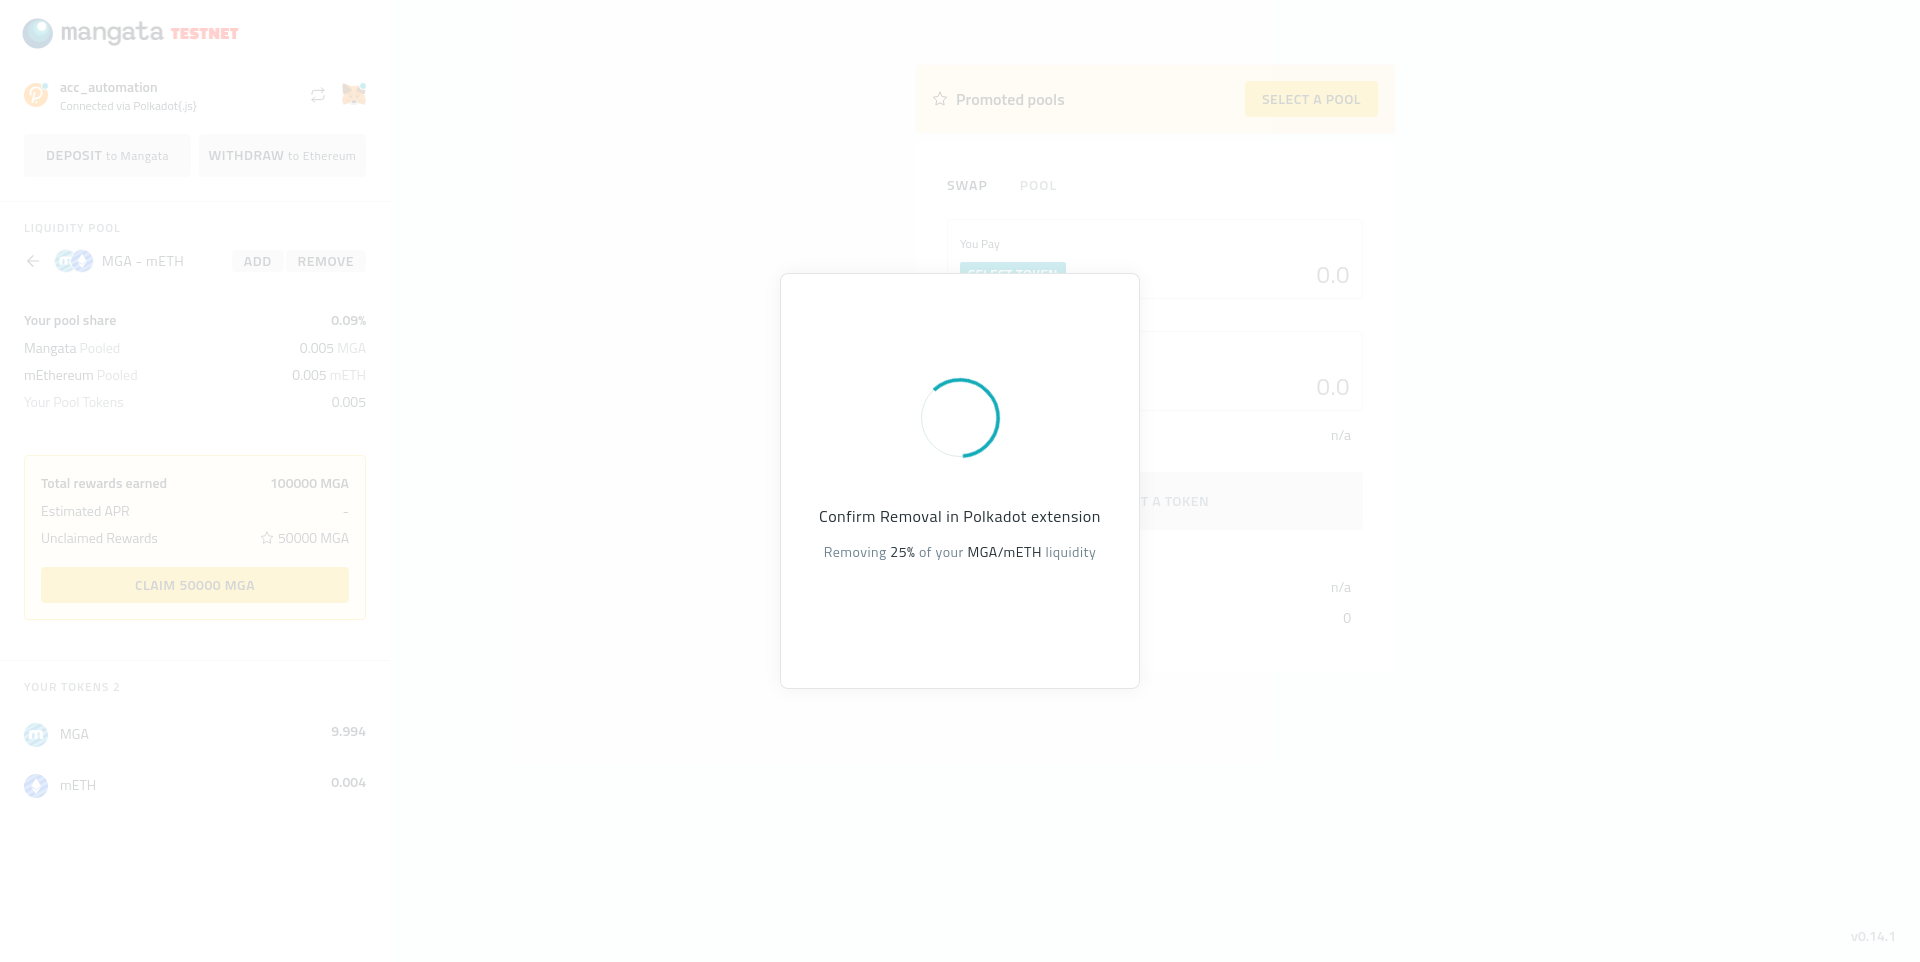 mangata TESTNET
acc_automation
Connected via Polkadot{.js}
DEPOSIT to Mangata
WITHDRAW to Ethereum
LIQUIDITY POOL
MGA - mETH
ADD
REMOVE
Your pool share 0.09%
Mangata Pooled 0.005 MGA
mEthereum Pooled 0.005 mETH
Your Pool Tokens 0.005
Total rewards earned 100000 MGA
Estimated APR -
Unclaimed Rewards 50000 MGA
CLAIM 50000 MGA
YOUR TOKENS 2
MGA 9.994
mETH 0.004
Promoted pools
SELECT A POOL
SWAP
POOL
You Pay
SELECT TOKEN
0.0
0.0
n/a
T A TOKEN
n/a
0
Confirm Removal in Polkadot extension
Removing 25% of your MGA/mETH liquidity
v0.14.1